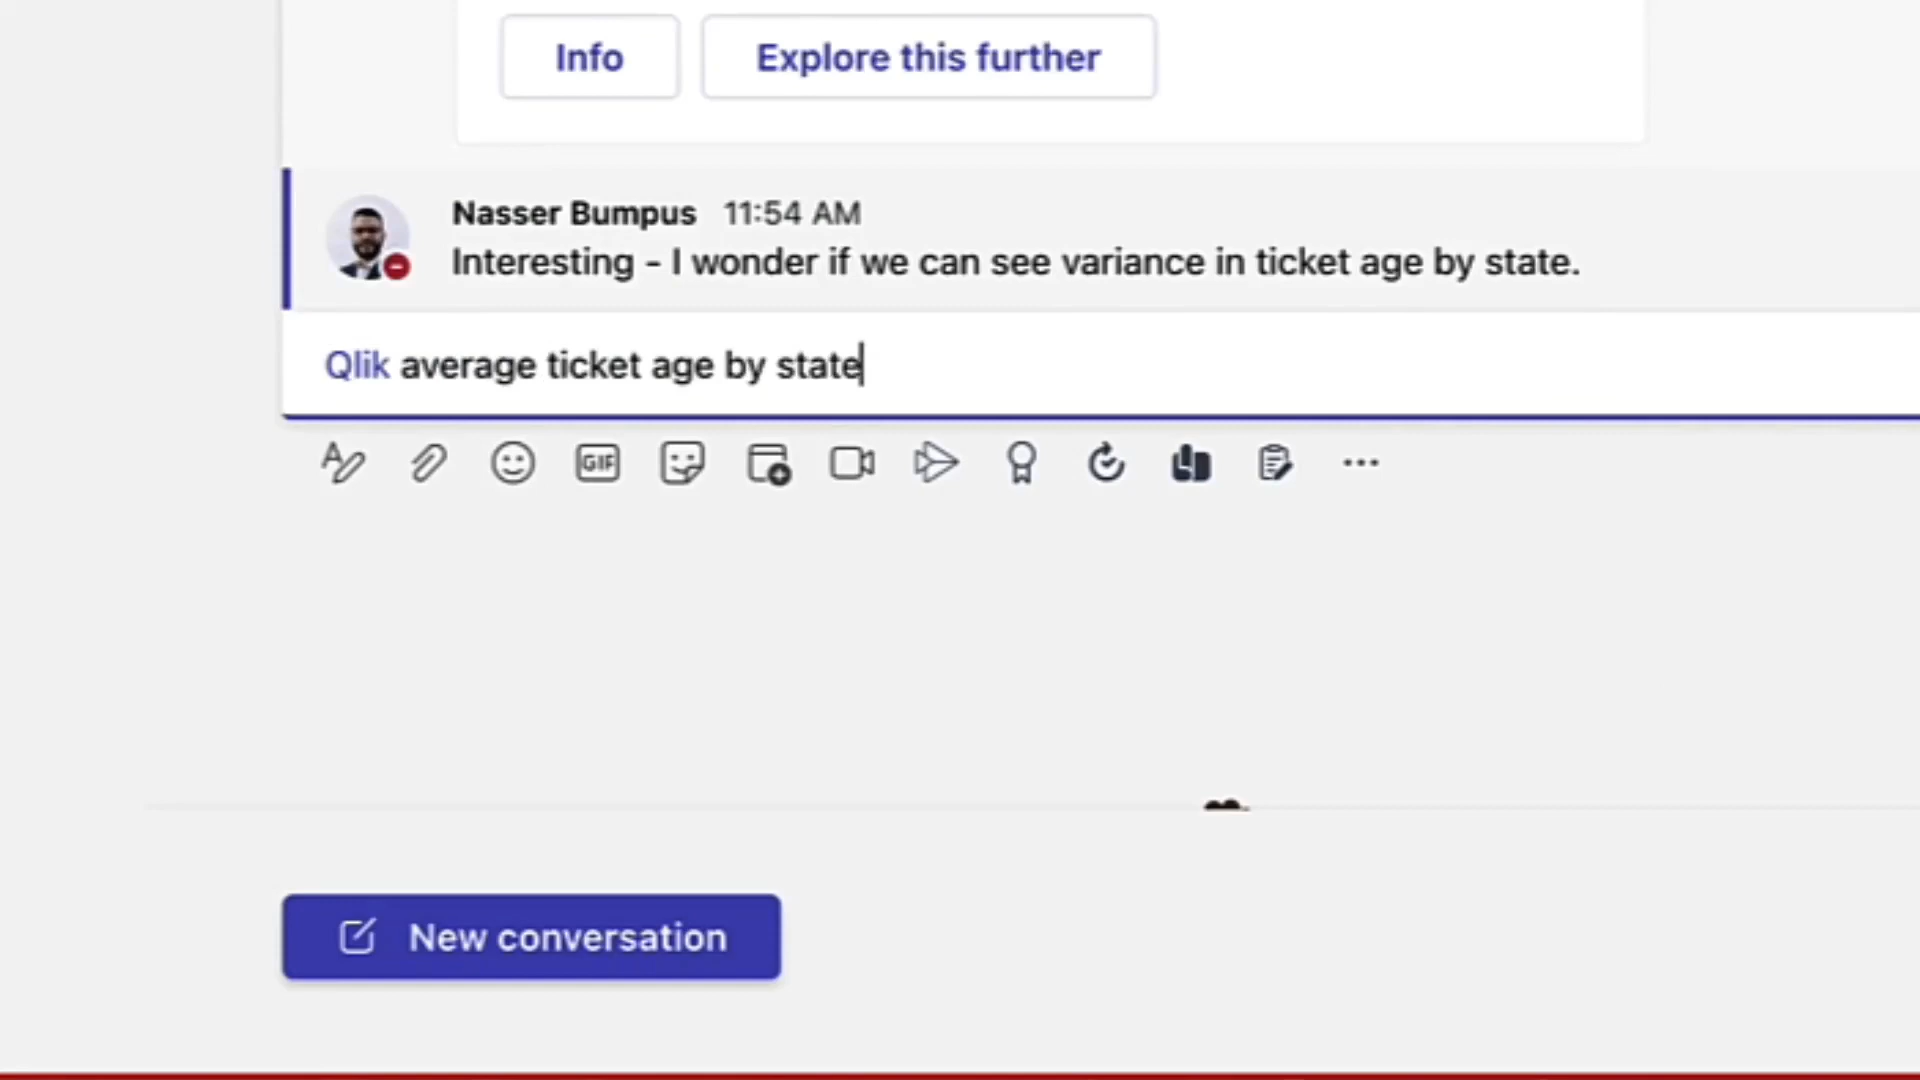 Info
Explore this further
Nasser Bumpus 11:54 AM
Interesting - I wonder if we can see variance in ticket age by state.
Qlik average ticket age by state
GIF
New conversation